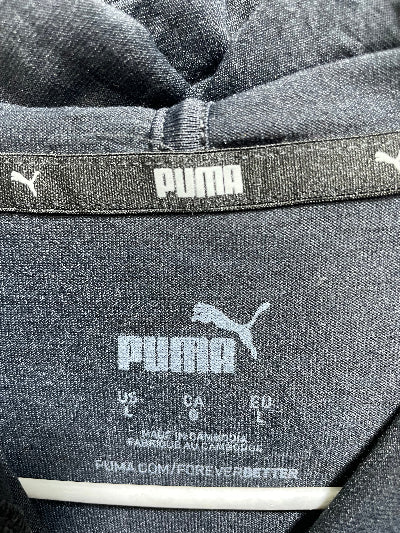 PUMA
PUMA
US CA EU
L G L
MADE IN CAMBODIA
FABRIQUÉ AU CAMBODGE
PUMA.COM/FOREVERBETTER